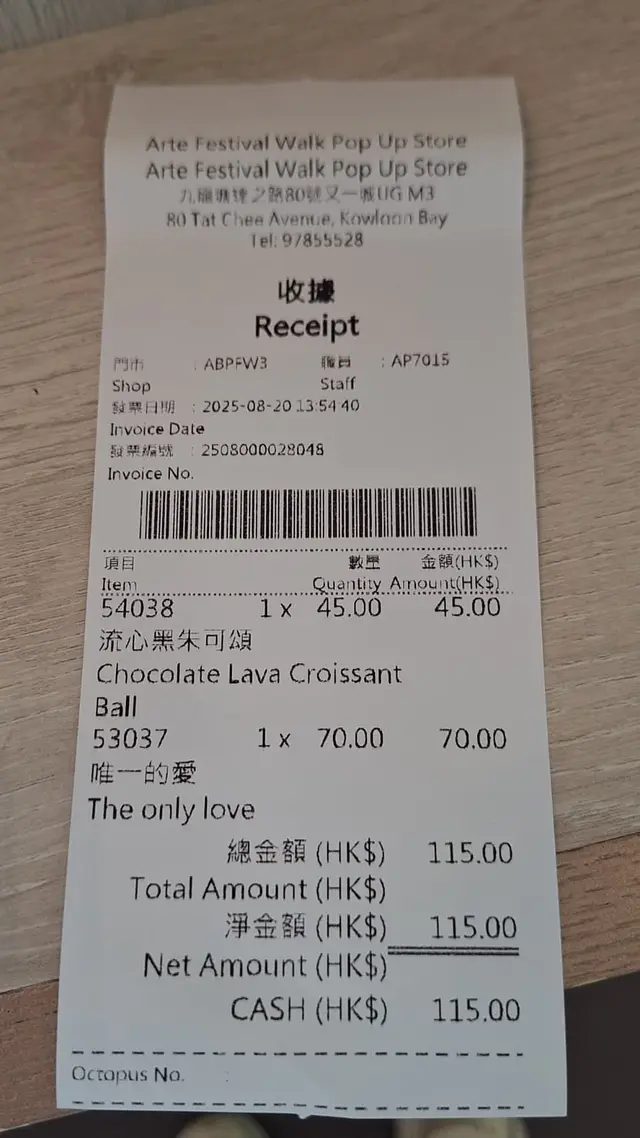 Arte Festival Walk Pop Up Store
Arte Festival Walk Pop Up Store
九龍塘達之路80號又一城UG M3
80 Tat Chee Avenue, Kowloon Bay
Tel: 97855528
收據
Receipt
門市 : ABPFW3 職員 : AP7015
Shop Staff
發票日期 : 2025-08-20 13:54:40
Invoice Date
發票編號 : 2508000028048
Invoice No.
項目 數量 金額(HK$)
Item Quantity Amount(HK$)
54038 1 x 45.00 45.00
流心黑朱可頌
Chocolate Lava Croissant
Ball
53037 1 x 70.00 70.00
唯一的愛
The only love
總金額 (HK$) 115.00
Total Amount (HK$)
淨金額 (HK$) 115.00
Net Amount (HK$)
CASH (HK$) 115.00
Octopus No. :